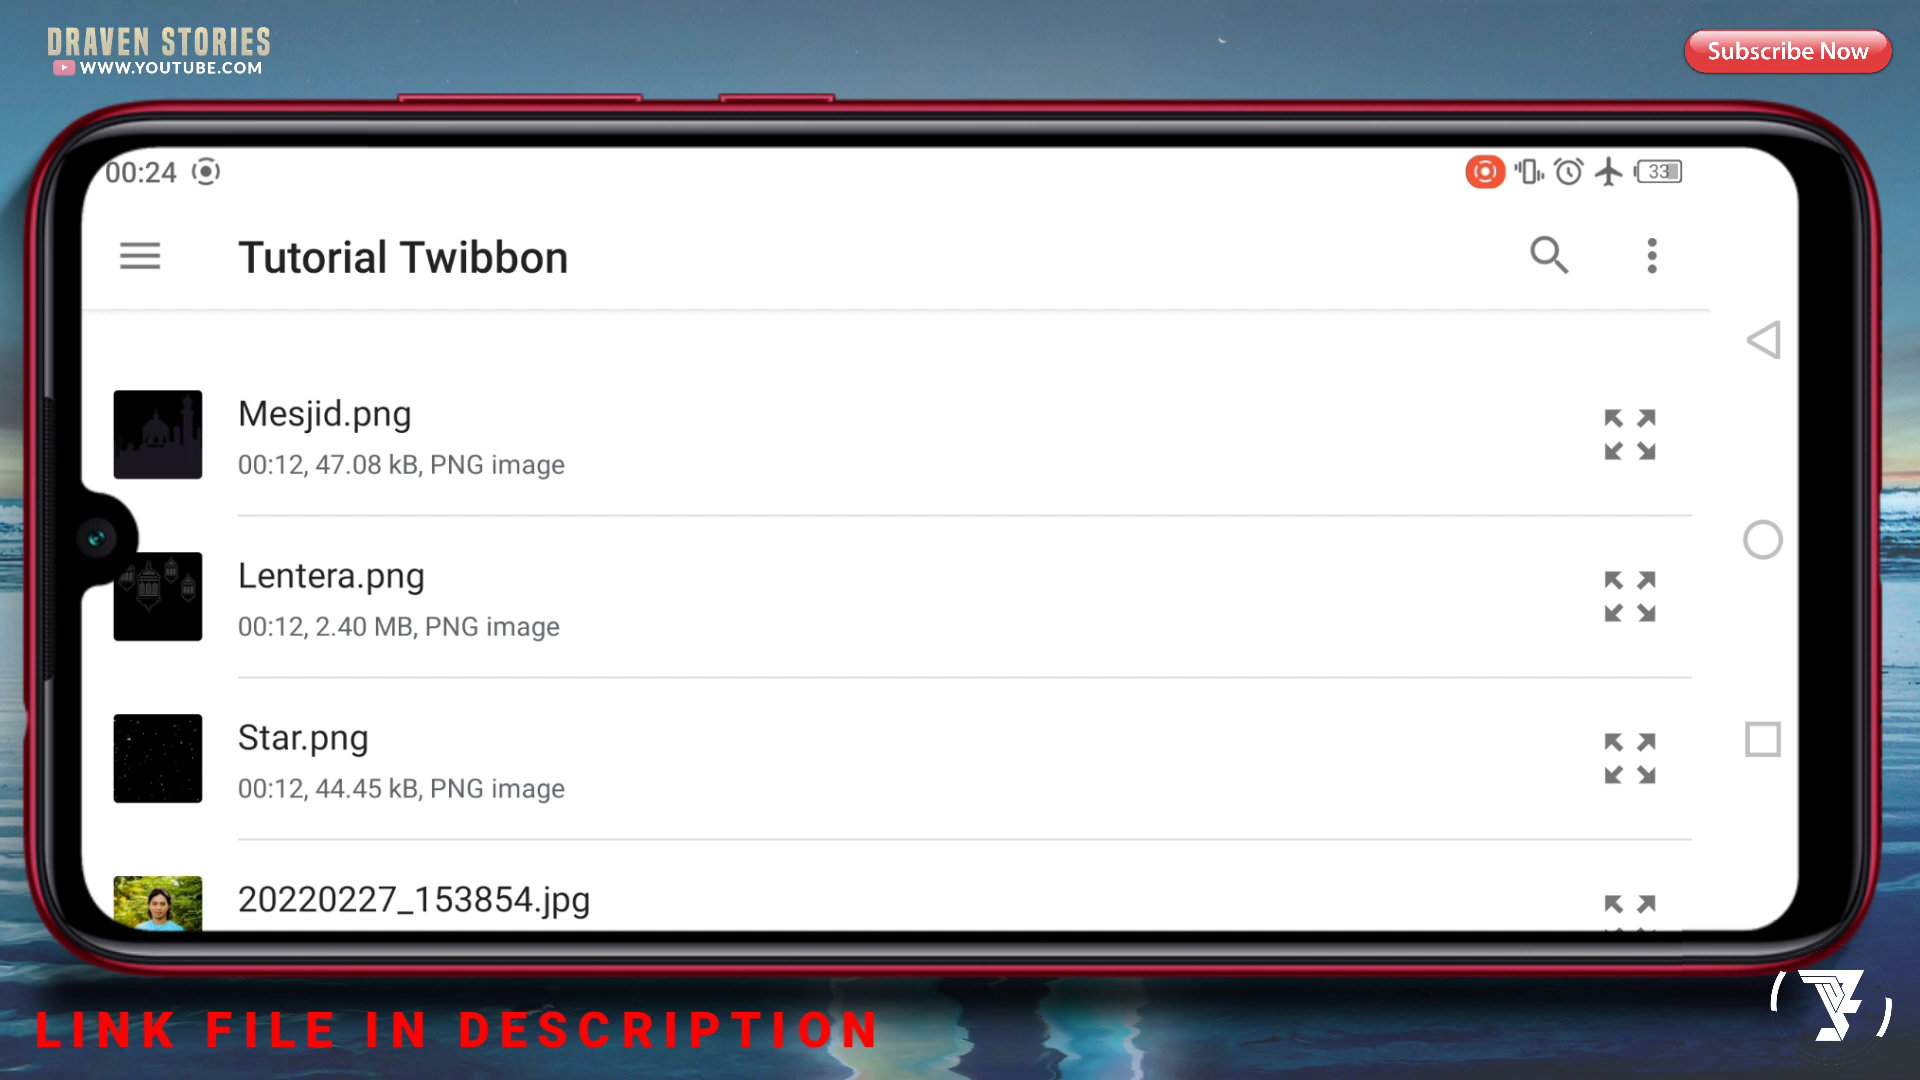 DRAVEN STORIES
WWW.YOUTUBE.COM
Subscribe Now
00:24
33
Tutorial Twibbon
Mesjid.png
00:12, 47.08 kB, PNG image
Lentera.png
00:12, 2.40 MB, PNG image
Star.png
00:12, 44.45 kB, PNG image
20220227_153854.jpg
LINK FILE IN DESCRIPTION